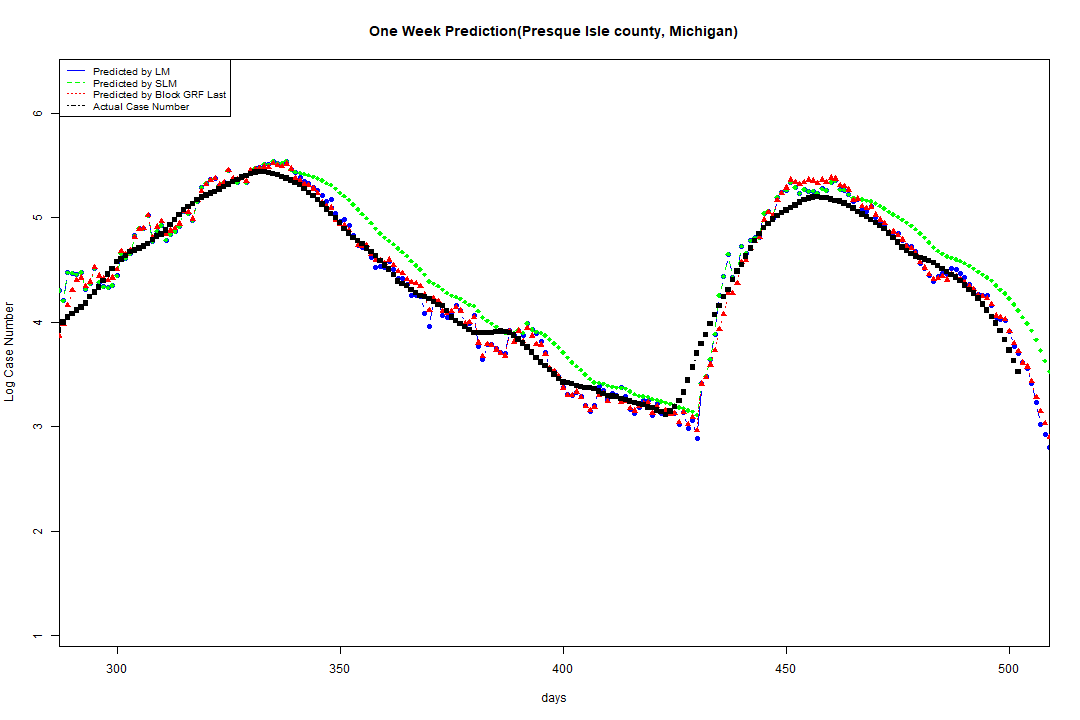 One Week Prediction(Presque Isle county, Michigan)
Predicted by LM
Predicted by SLM
Predicted by Block GRF Last
Actual Case Number
Log Case Number
6
5
4
3
2
1
300 350 400 450 500
days